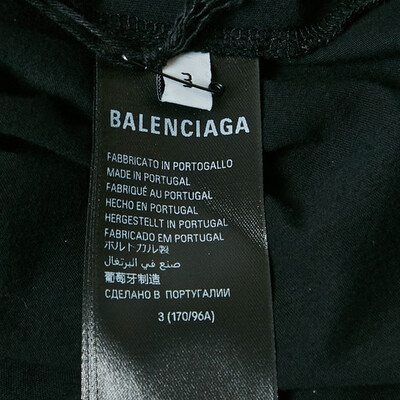 3
BALENCIAGA
FABBRICATO IN PORTOGALLO
MADE IN PORTUGAL
FABRIQUÉ AU PORTUGAL
HECHO EN PORTUGAL
HERGESTELLT IN PORTUGAL
FABRICADO EM PORTUGAL
ポルトガル製
صنع في البرتغال
葡萄牙制造
СДЕЛАНО В ПОРТУГАЛИИ
3 (170/96A)